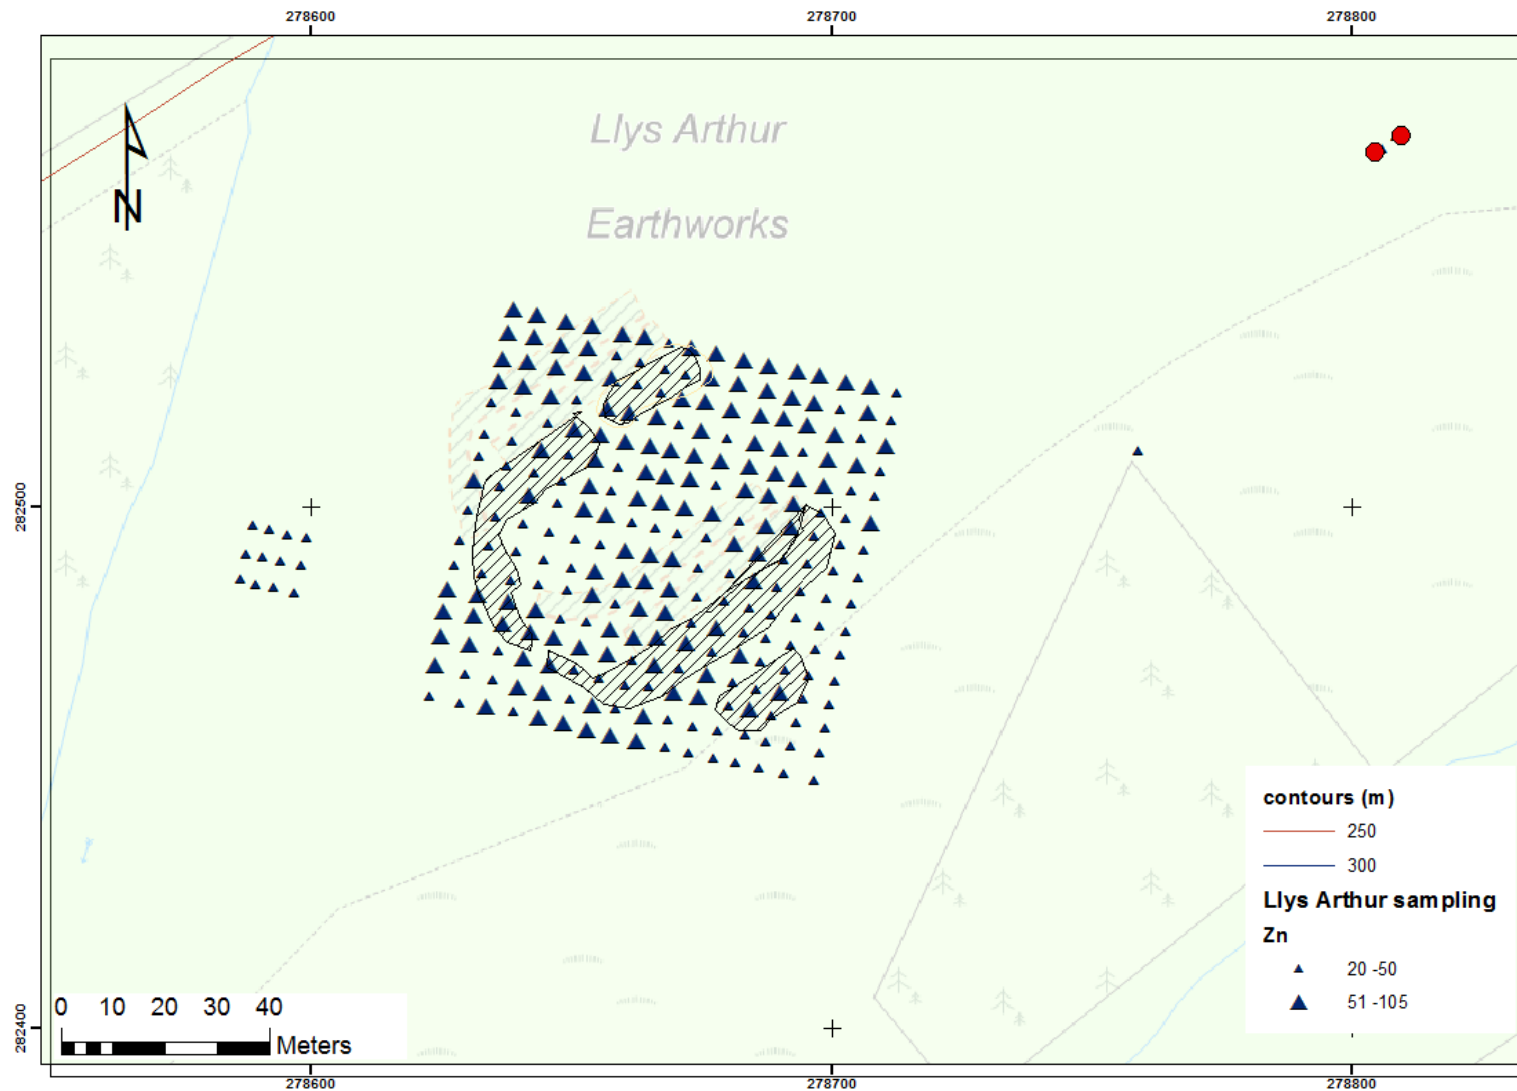 278600 278700 278800
Llys Arthur
N
Earthworks
282500
contours (m)
250
300
Llys Arthur sampling
Zn
20 -50
51 -105
0 10 20 30 40
Meters
282400
278600 278700 278800